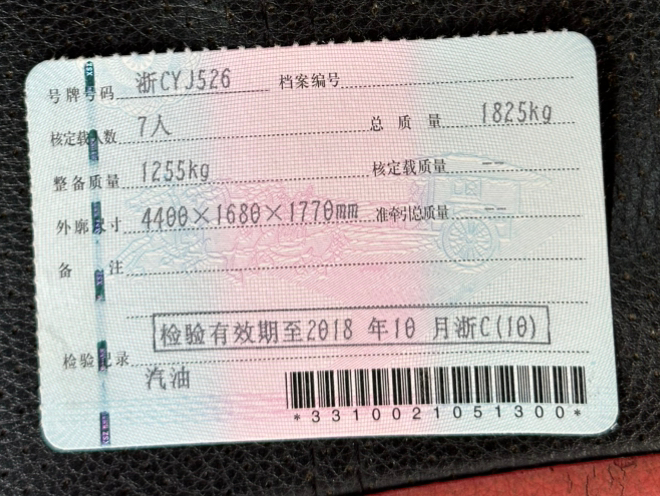 号牌号码 浙CYJ526 档案编号
核定载人数 7人 总质量 1825kg
整备质量 1255kg 核定载质量 --
外廓尺寸 4400×1680×1770mm 准牵引总质量 --
备注
检验有效期至2018 年10 月浙C(10)
检验记录
汽油
*3310021051300*